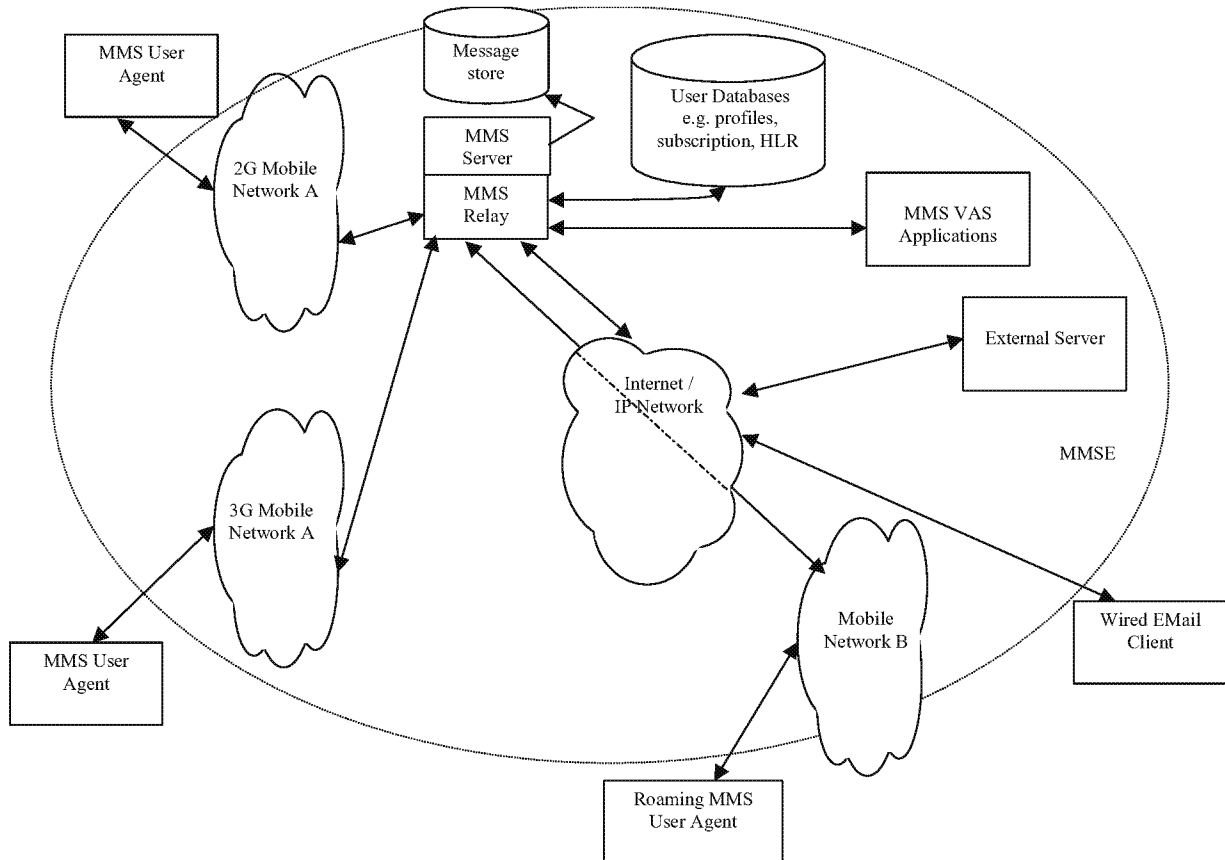 MMS User
Agent
Message
store
User Databases
e.g. profiles,
subscription, HLR
MMS
Server
2G Mobile
Network A
MMS
Relay
MMS VAS
Applications
External Server
Internet /
IP Network
MMSE
3G Mobile
Network A
Mobile
Network B
Wired EMail
Client
MMS User
Agent
Roaming MMS
User Agent